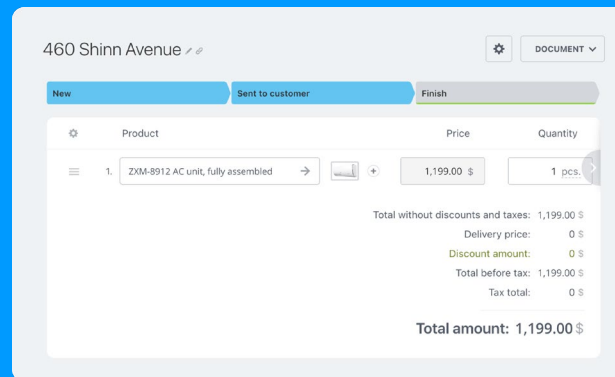 460 Shinn Avenue
DOCUMENT
New
Sent to customer
Finish
Product Price Quantity
1. ZXM-8912 AC unit, fully assembled 1,199.00 $ 1 pcs.
Total without discounts and taxes: 1,199.00 $
Delivery price: 0 $
Discount amount: 0 $
Total before tax: 1,199.00 $
Tax total: 0 $
Total amount: 1,199.00 $